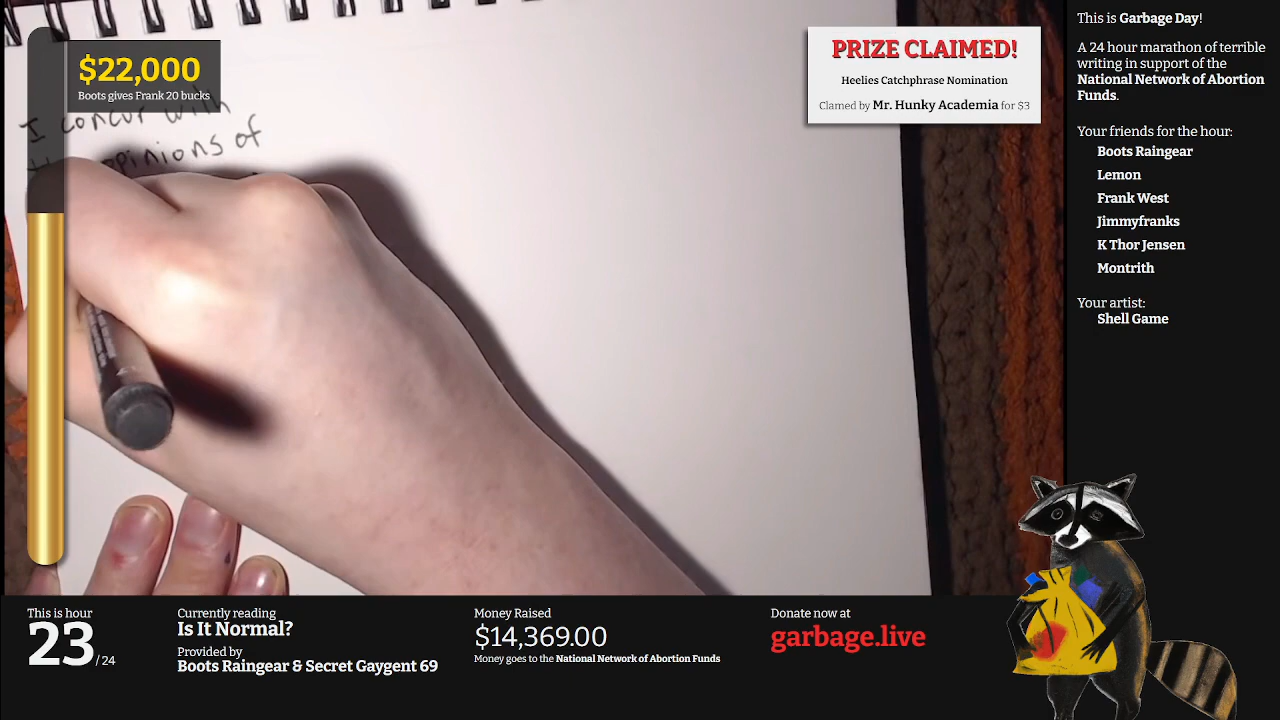 $22,000
Boots gives Frank 20 bucks
I concur with
opinions of
PRIZE CLAIMED!
Heelies Catchphrase Nomination
Clamed by Mr. Hunky Academia for $3
This is Garbage Day!
A 24 hour marathon of terrible
writing in support of the
National Network of Abortion
Funds.
Your friends for the hour:
Boots Raingear
Lemon
Frank West
Jimmyfranks
K Thor Jensen
Montrith
Your artist:
Shell Game
This is hour
23/24
Currently reading
Is It Normal?
Provided by
Boots Raingear & Secret Gaygent 69
Money Raised
$14,369.00
Money goes to the National Network of Abortion Funds
Donate now at
garbage.live